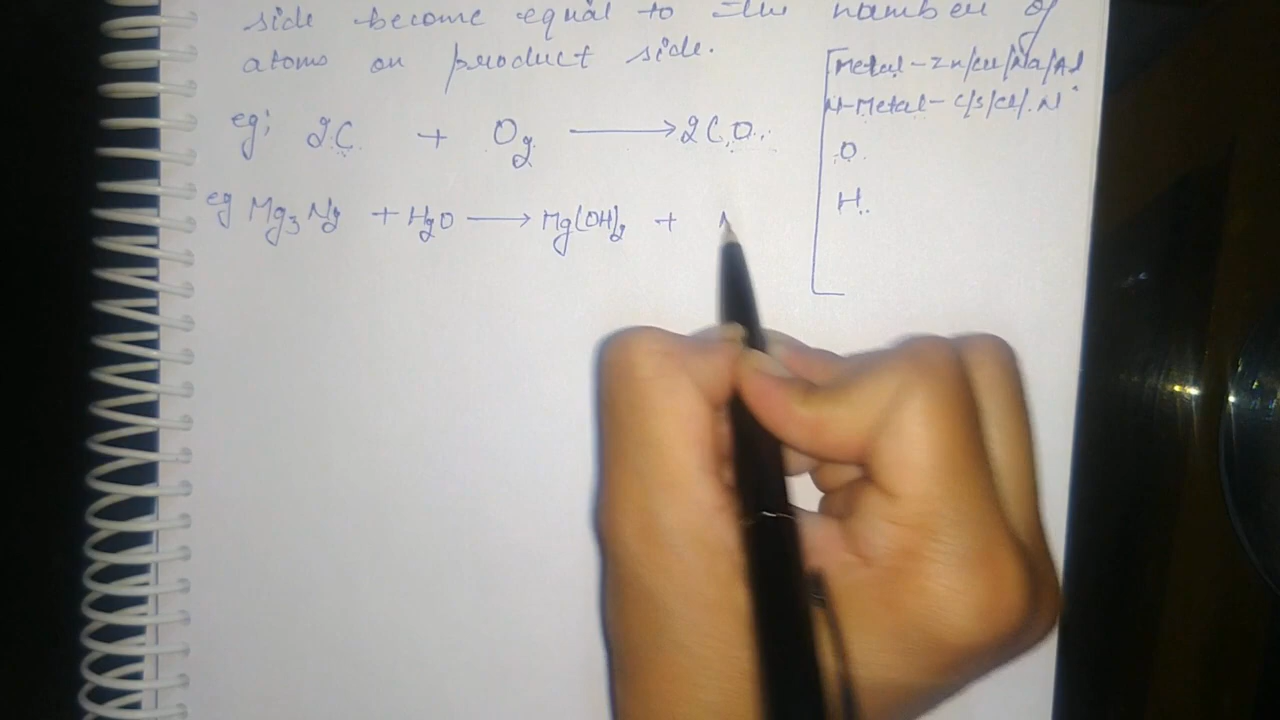 side become equal to the number of
atoms on product side.
eg; 2C + O₂ ⟶ 2CO
eg Mg₃N₂ + H₂O ⟶ Mg(OH)₂ +
[Metal - Zn/Cu/Na/Al
N-Metal - C/S/Cl/N
O
H